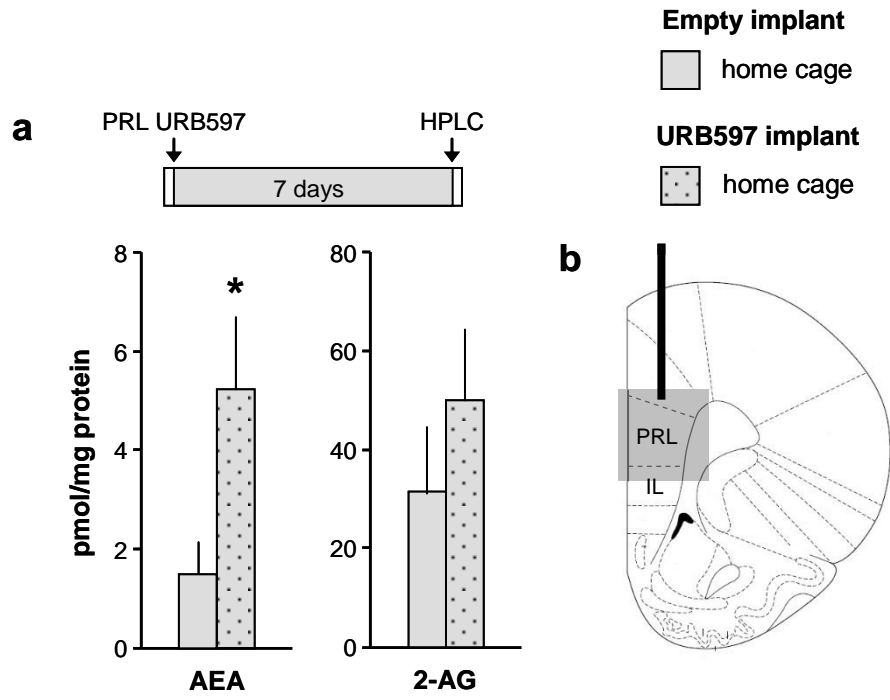 Empty implant
home cage
URB597 implant
home cage
a
PRL URB597
HPLC
7 days
pmol/mg protein
8
6
4
2
0
AEA
*
80
60
40
20
0
2-AG
b
PRL
IL